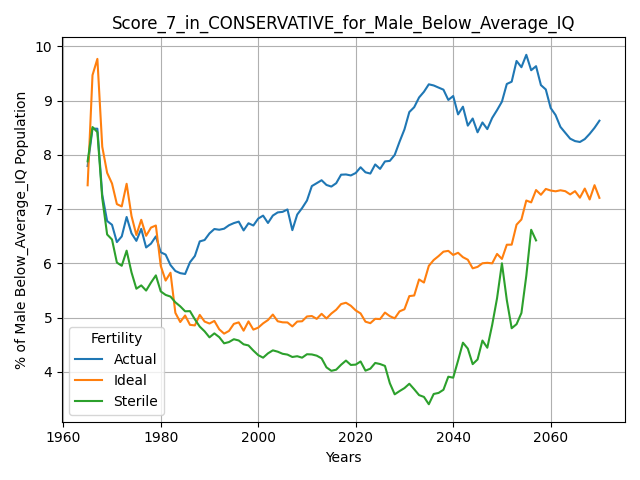 Score_7_in_CONSERVATIVE_for_Male_Below_Average_IQ
% of Male Below_Average_IQ Population
10
9
8
7
6
5
4
Fertility
Actual
Ideal
Sterile
1960 1980 2000 2020 2040 2060
Years